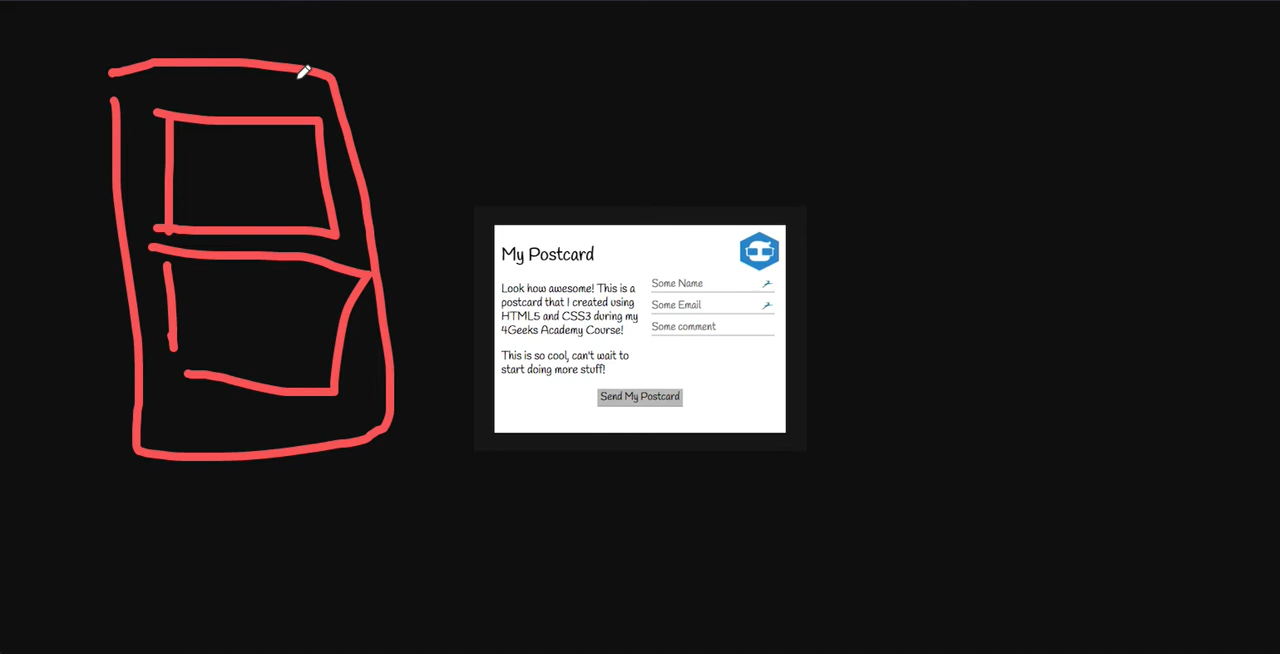 My Postcard
Look how awesome! This is a
postcard that I created using
HTML5 and CSS3 during my
4Geeks Academy Course!
This is so cool, can't wait to
start doing more stuff!
Some Name
Some Email
Some comment
Send My Postcard